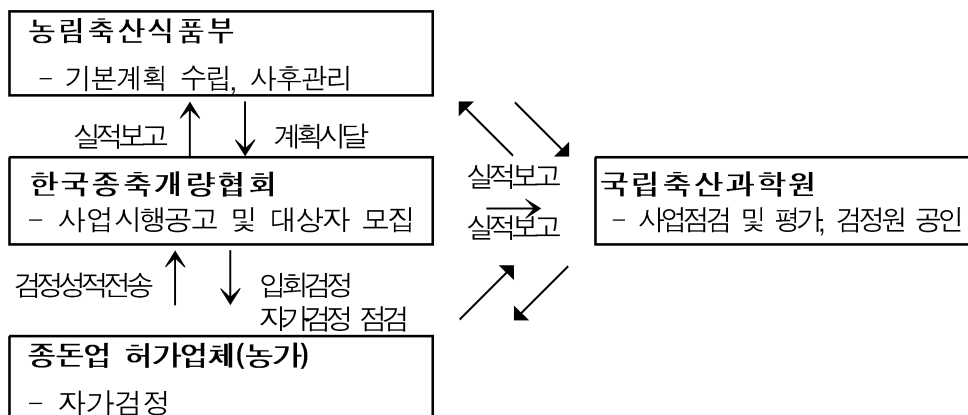 농림축산식품부
- 기본계획 수립, 사후관리
실적보고 계획시달
한국종축개량협회
- 사업시행공고 및 대상자 모집
실적보고
실적보고
국립축산과학원
- 사업점검 및 평가, 검정원 공인
검정성적전송 입회검정
자가검정 점검
종돈업 허가업체(농가)
- 자가검정